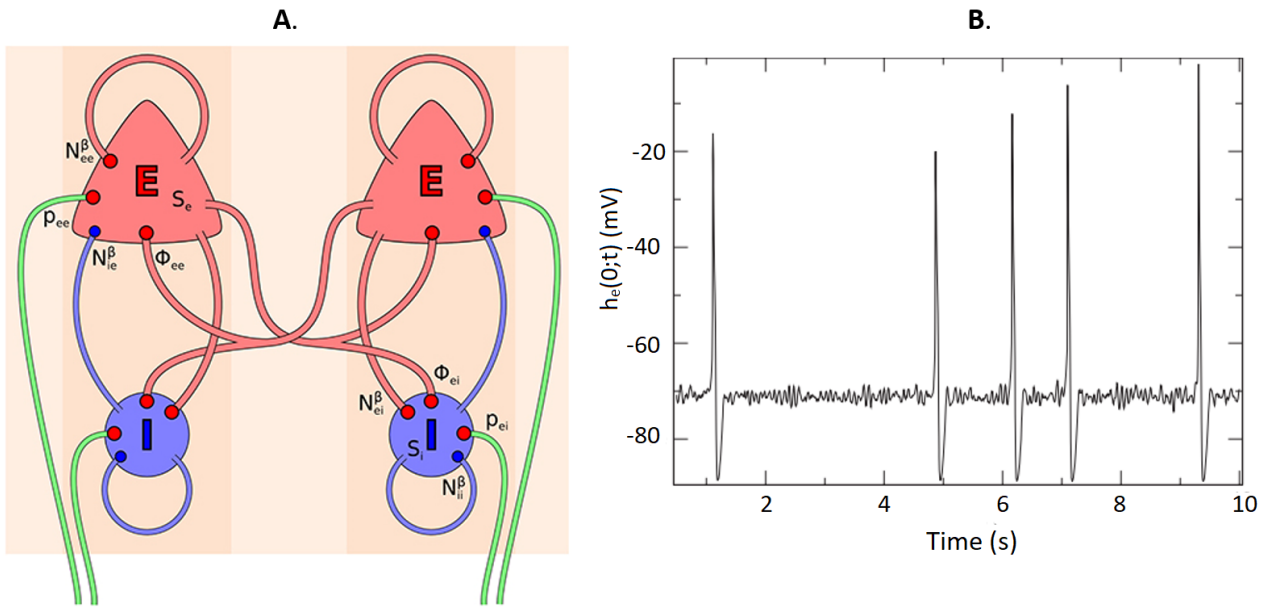 A.
B.
E
E
N^β_ee
S_e
p_ee
N^β_ie
Φ_ee
Φ_ei
N^β_ei
p_ei
I
I
S_i
N^β_ii
h_e(0;t) (mV)
-20
-40
-60
-80
2 4 6 8 10
Time (s)